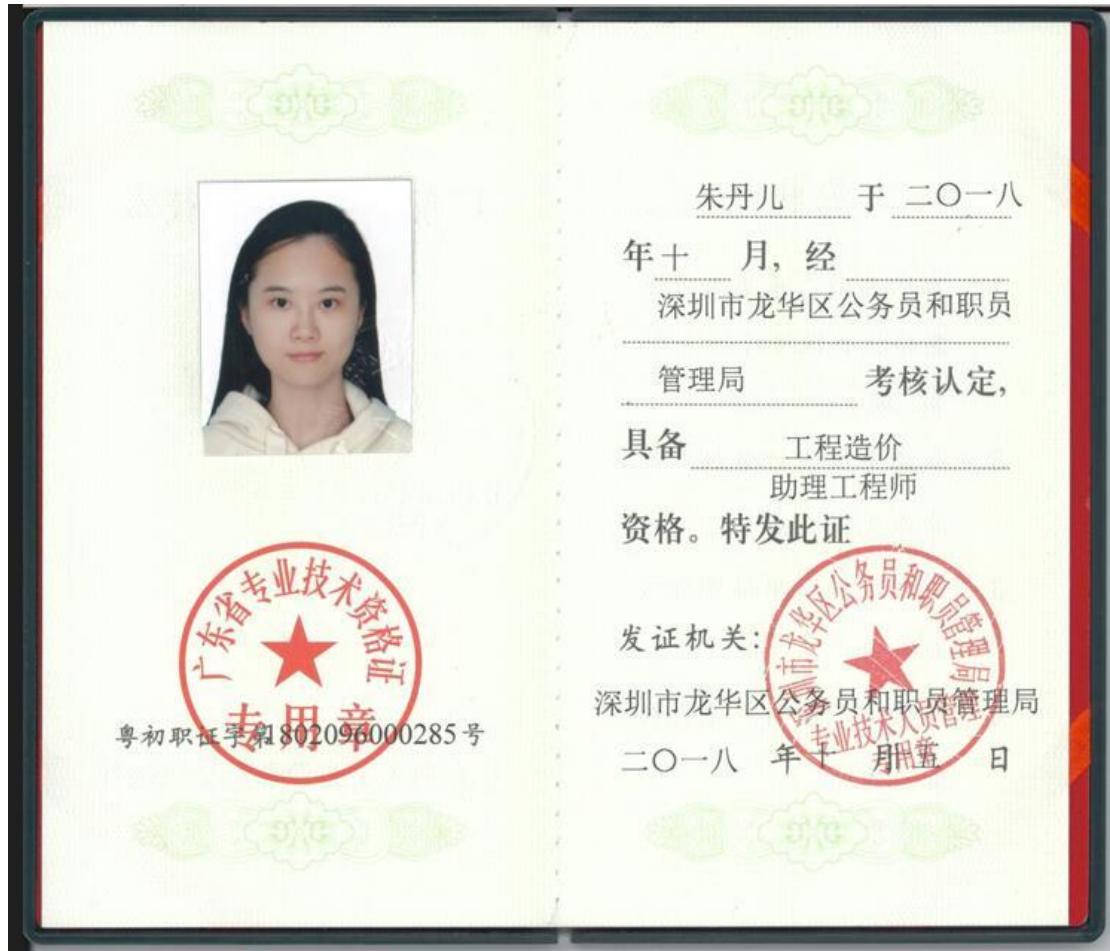 广东省专业技术资格证
专用章
粤初职证字第1802096000285号
朱丹儿 于 二〇一八
年十 月，经
深圳市龙华区公务员和职员
管理局 考核认定，
具备 工程造价
助理工程师
资格。特发此证
发证机关：
深圳市龙华区公务员和职员管理局
二〇一八 年十 月五 日
深圳市龙华区公务员和职员管理局
专业技术人员管理
专用章